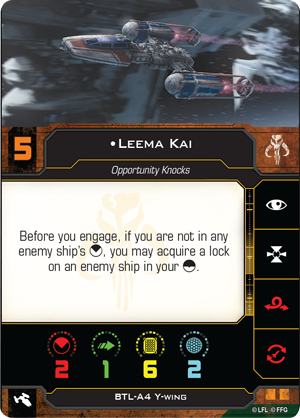 5
•Leema Kai
Opportunity Knocks
Before you engage, if you are not in any
enemy ship's , you may acquire a lock
on an enemy ship in your .
2 1 6 2
BTL-A4 Y-wing
©LFL ©FFG